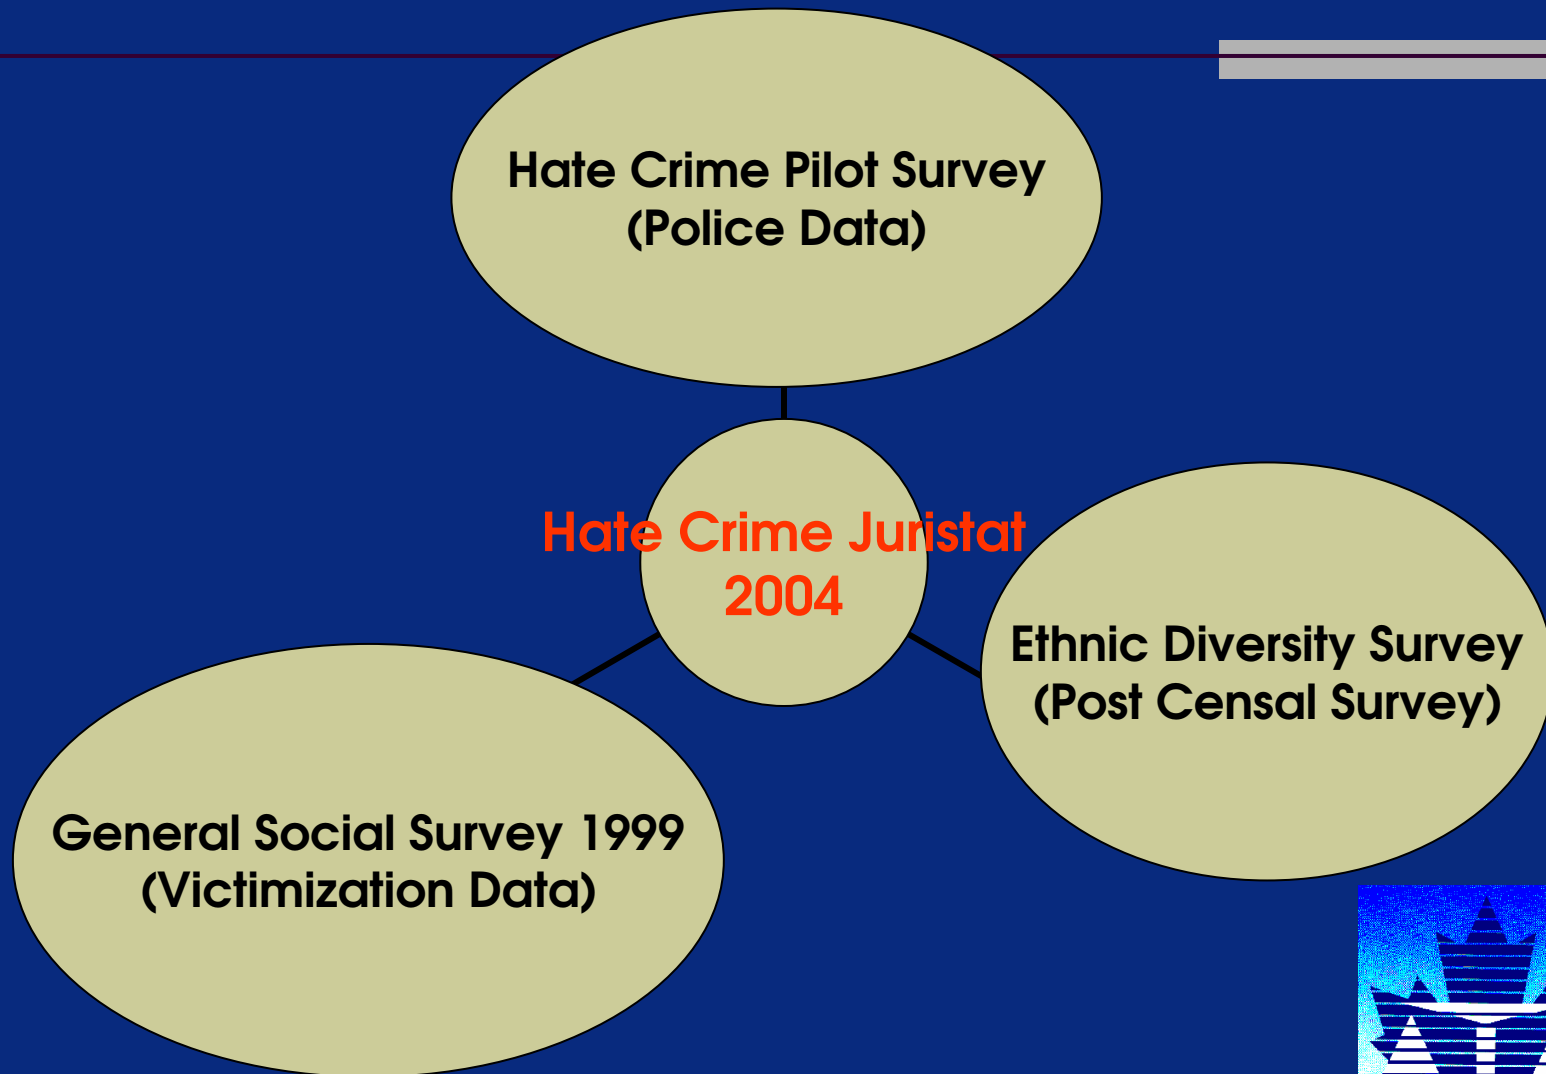 Hate Crime Pilot Survey
(Police Data)
Hate Crime Juristat
2004
Ethnic Diversity Survey
(Post Censal Survey)
General Social Survey 1999
(Victimization Data)